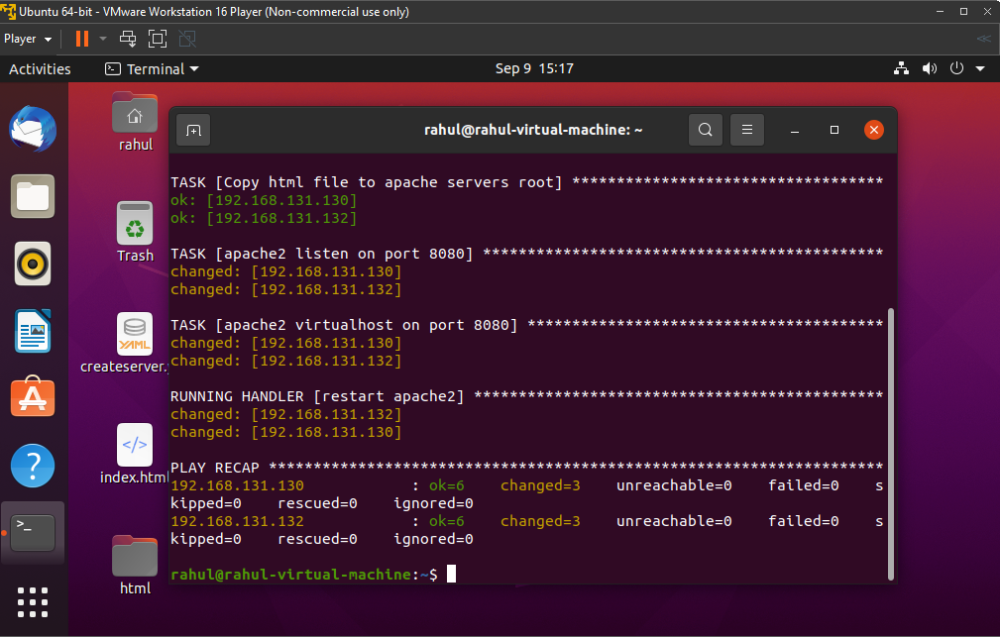 Ubuntu 64-bit - VMware Workstation 16 Player (Non-commercial use only)
Player
Activities
Terminal
Sep 9 15:17
rahul
Trash
YAML
createserver.y
</>
index.html
html
?
>_
rahul@rahul-virtual-machine: ~
TASK [Copy html file to apache servers root] ***********************************
ok: [192.168.131.130]
ok: [192.168.131.132]
TASK [apache2 listen on port 8080] *********************************************
changed: [192.168.131.130]
changed: [192.168.131.132]
TASK [apache2 virtualhost on port 8080] ****************************************
changed: [192.168.131.130]
changed: [192.168.131.132]
RUNNING HANDLER [restart apache2] **********************************************
changed: [192.168.131.132]
changed: [192.168.131.130]
PLAY RECAP *********************************************************************
192.168.131.130            : ok=6    changed=3    unreachable=0    failed=0    s
kipped=0    rescued=0    ignored=0
192.168.131.132            : ok=6    changed=3    unreachable=0    failed=0    s
kipped=0    rescued=0    ignored=0
rahul@rahul-virtual-machine:~$